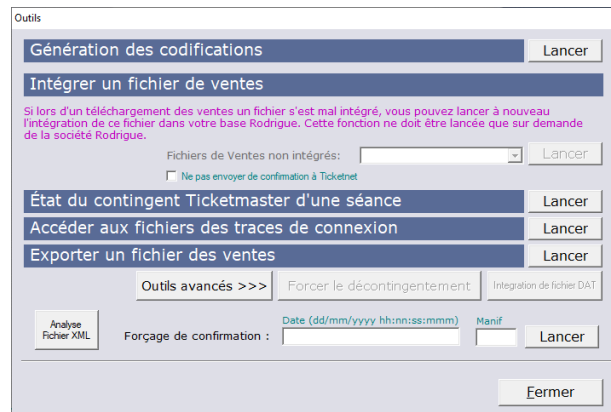 Outils
Génération des codifications Lancer
Intégrer un fichier de ventes
Si lors d'un téléchargement des ventes un fichier s'est mal intégré, vous pouvez lancer à nouveau
l'intégration de ce fichier dans votre base Rodrigue. Cette fonction ne doit être lancée que sur demande
de la société Rodrigue.
Fichiers de Ventes non intégrés: Lancer
Ne pas envoyer de confirmation à Ticketnet
État du contingent Ticketmaster d'une séance Lancer
Accéder aux fichiers des traces de connexion Lancer
Exporter un fichier des ventes Lancer
Outils avancés >>> Forcer le décontingentement Integration de fichier DAT
Analyse
Fichier XML
Date (dd/mm/yyyy hh:nn:ss:mmm) Manif
Forçage de confirmation : Lancer
Fermer